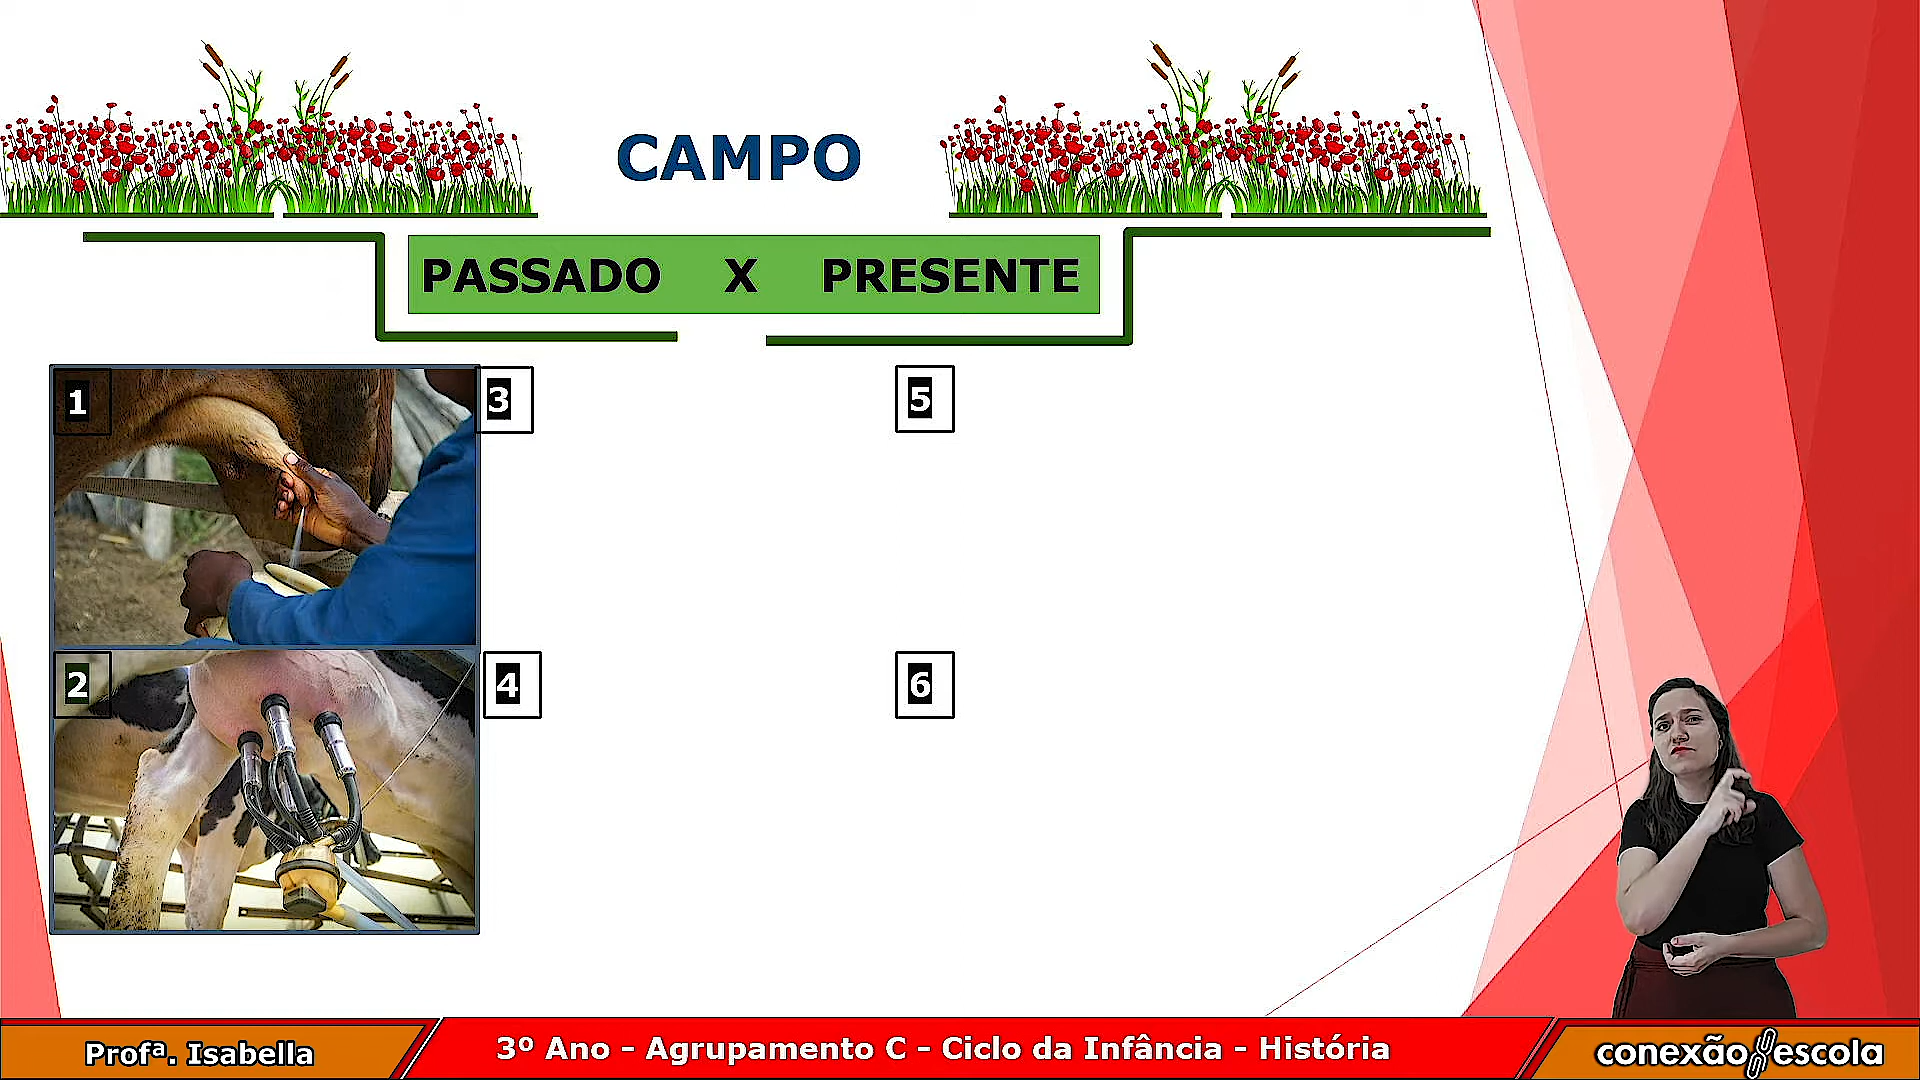 CAMPO
PASSADO X PRESENTE
1
3
5
2
4
6
Profª. Isabella
3º Ano - Agrupamento C - Ciclo da Infância - História
conexão escola